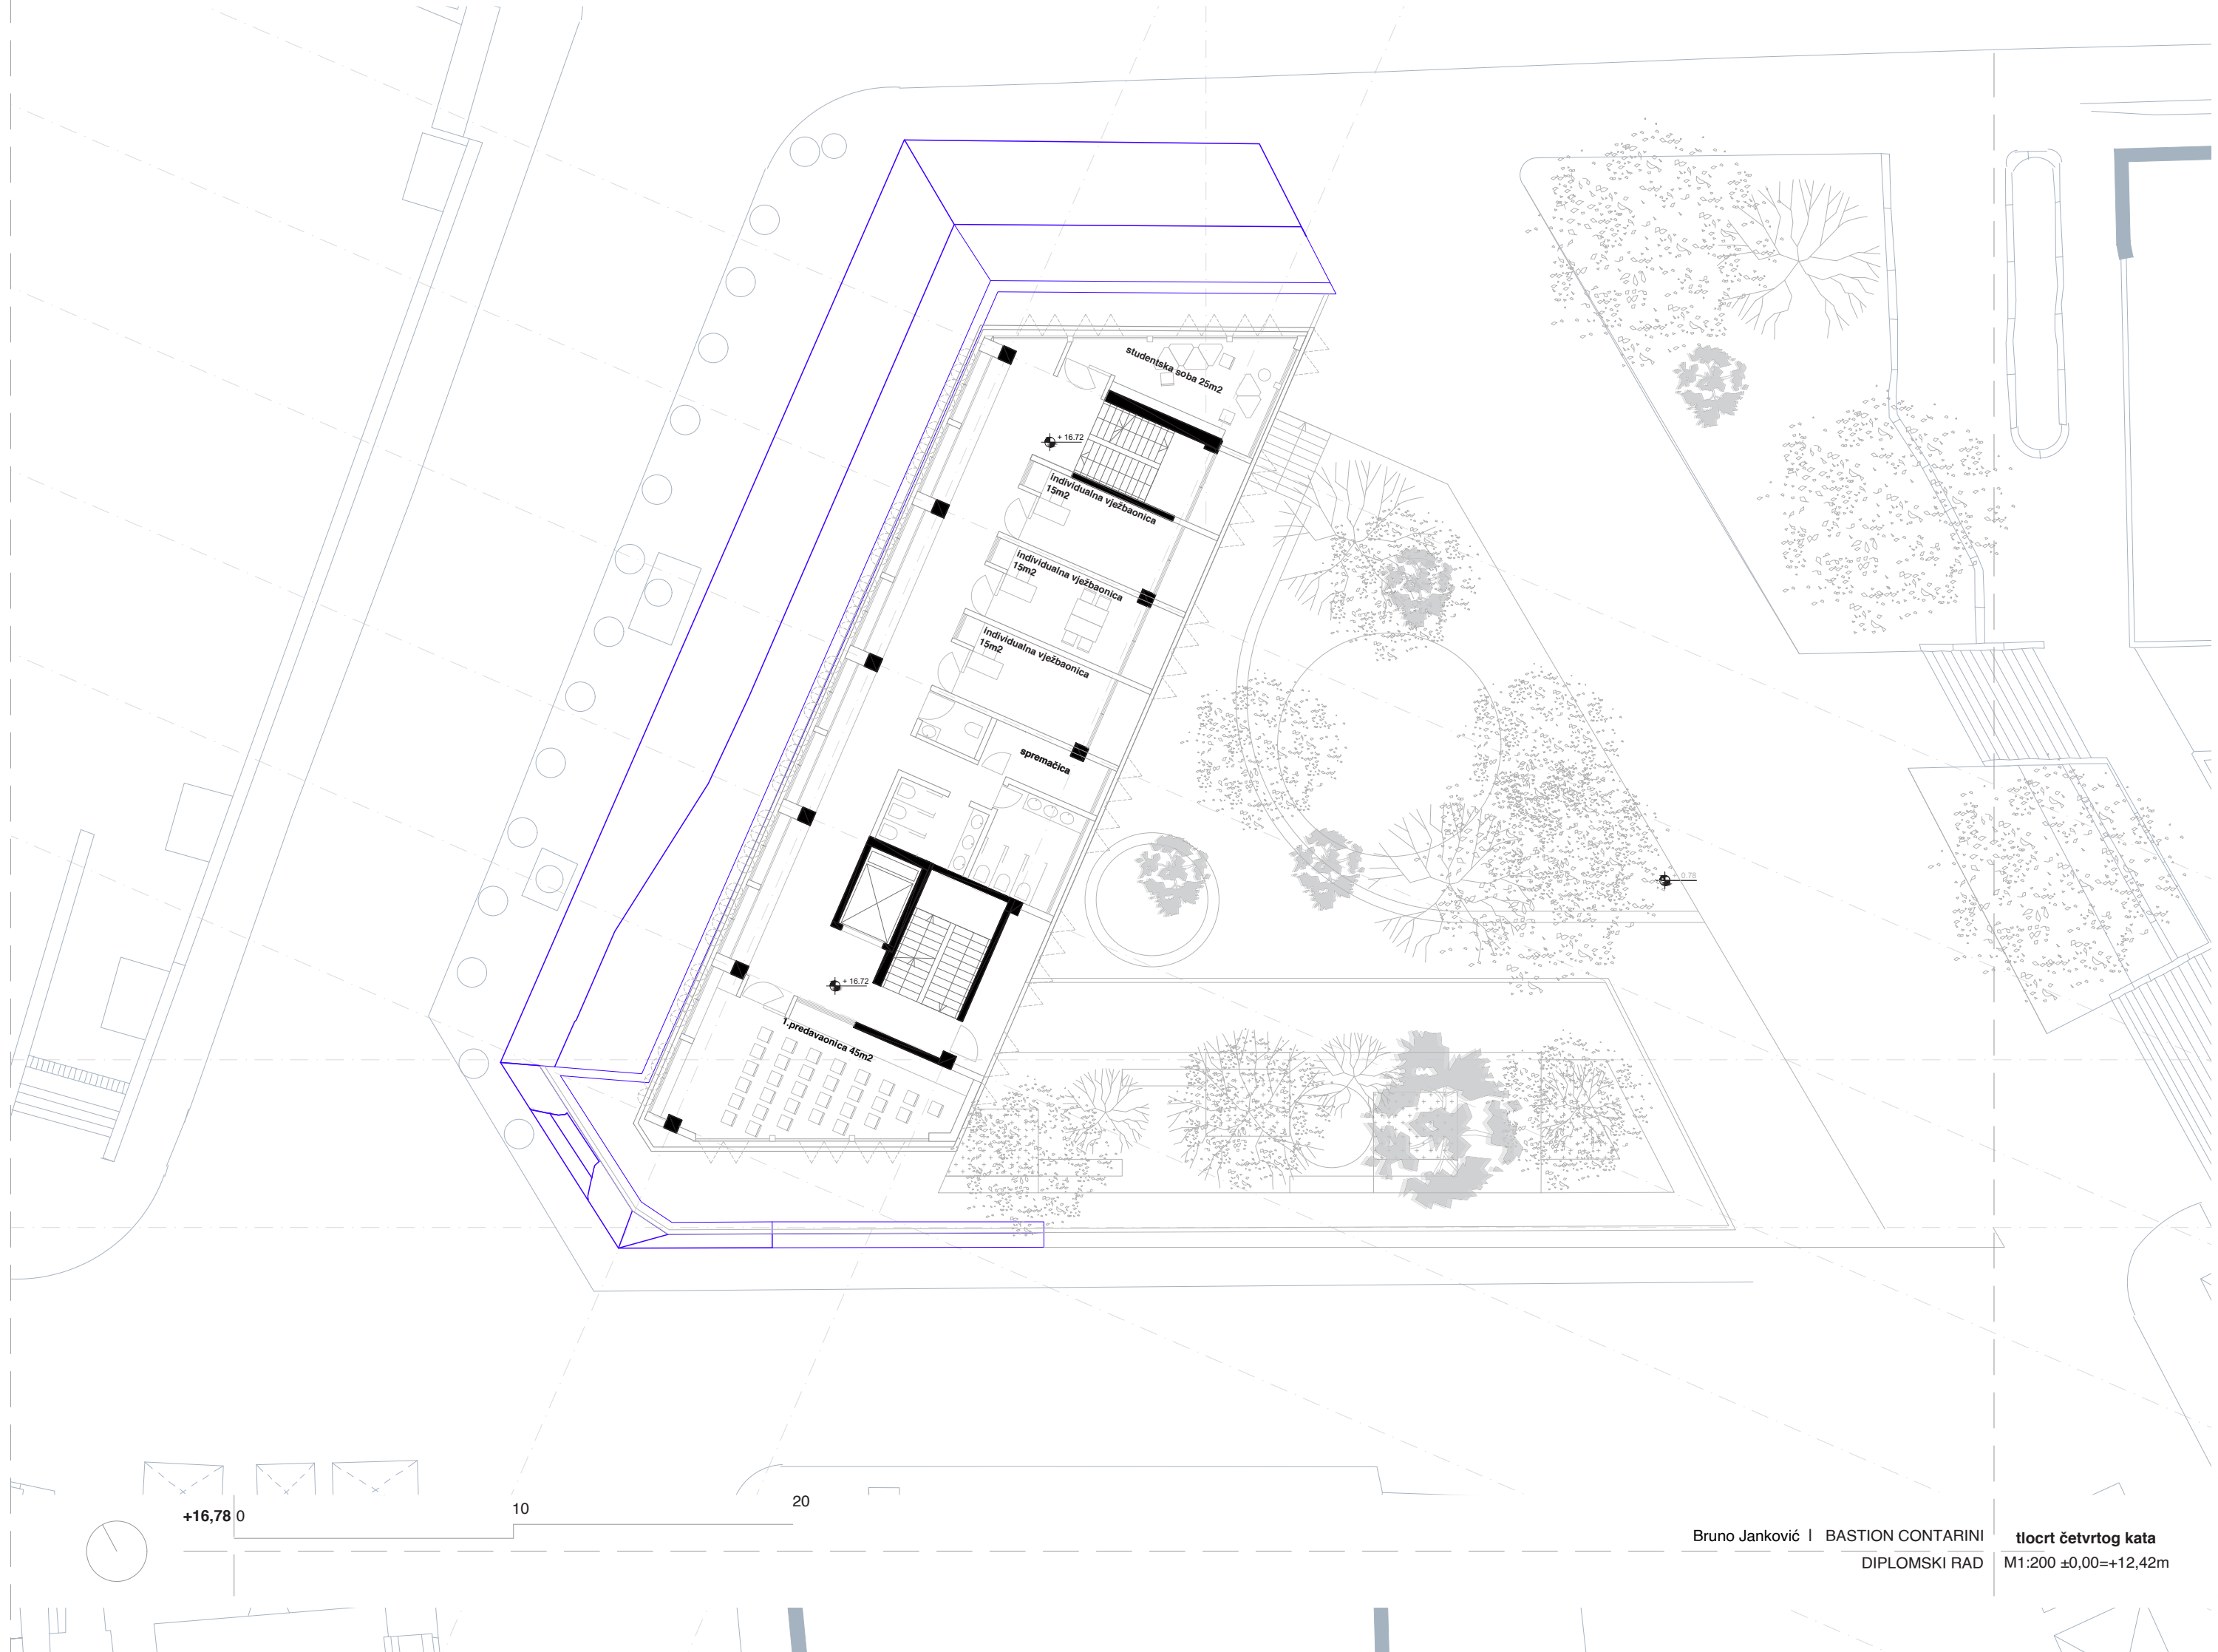 studentska soba 25m2
+ 16.72
individualna vježbaonica
15m2
individualna vježbaonica
15m2
individualna vježbaonica
15m2
spremačica
+ 0.78
+ 16.72
1.predavaonica 45m2
+16,78 0
10
20
Bruno Janković | BASTION CONTARINI
DIPLOMSKI RAD
tlocrt četvrtog kata
M1:200 ±0,00=+12,42m